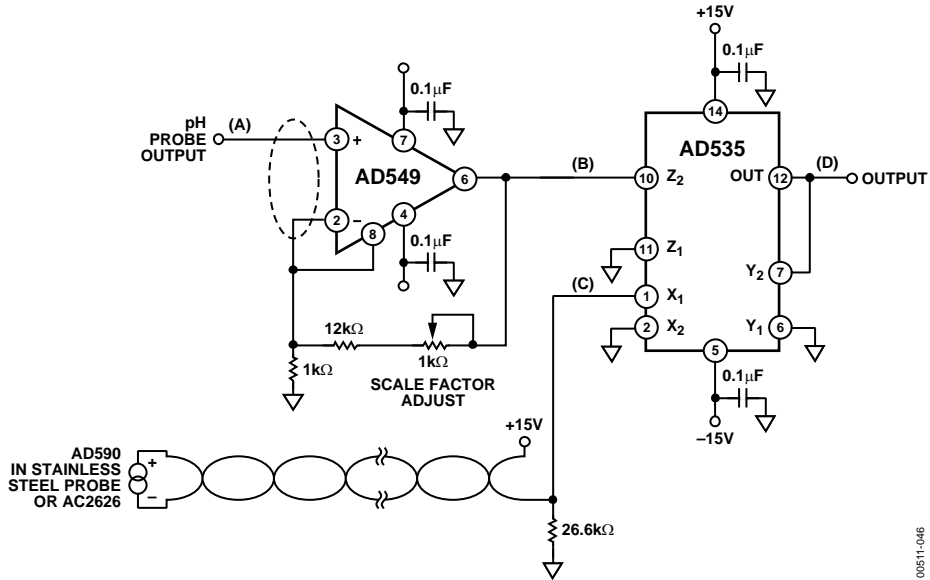 +15V
0.1µF
14
0.1µF
pH
PROBE
OUTPUT
(A)
3
+
7
AD549
6
(B)
10
Z2
AD535
OUT
12
(D)
OUTPUT
2
–
8
4
0.1µF
11
Z1
(C)
1
X1
2
X2
Y2
7
Y1
6
5
12kΩ
1kΩ
1kΩ
SCALE FACTOR
ADJUST
0.1µF
–15V
+15V
AD590
IN STAINLESS
STEEL PROBE
OR AC2626
+
–
26.6kΩ
00511-046